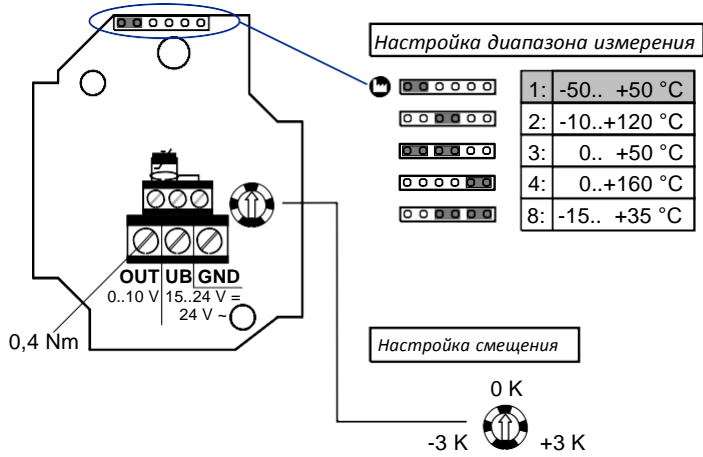 Настройка диапазона измерения
1: -50.. +50 °C
2: -10..+120 °C
3: 0.. +50 °C
4: 0..+160 °C
8: -15.. +35 °C
OUT UB GND
0..10 V 15..24 V =
24 V ~
0,4 Nm
Настройка смещения
0 K
-3 K +3 K